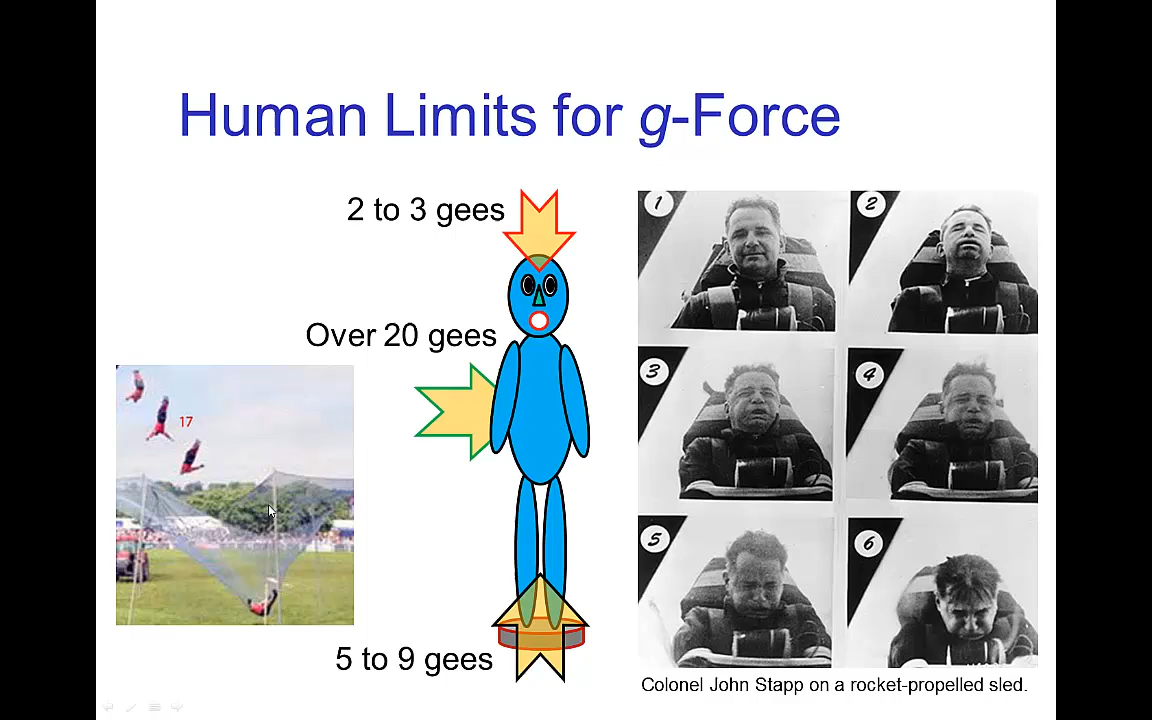 Human Limits for g-Force
2 to 3 gees
Over 20 gees
17
5 to 9 gees
1
2
3
4
5
6
Colonel John Stapp on a rocket-propelled sled.